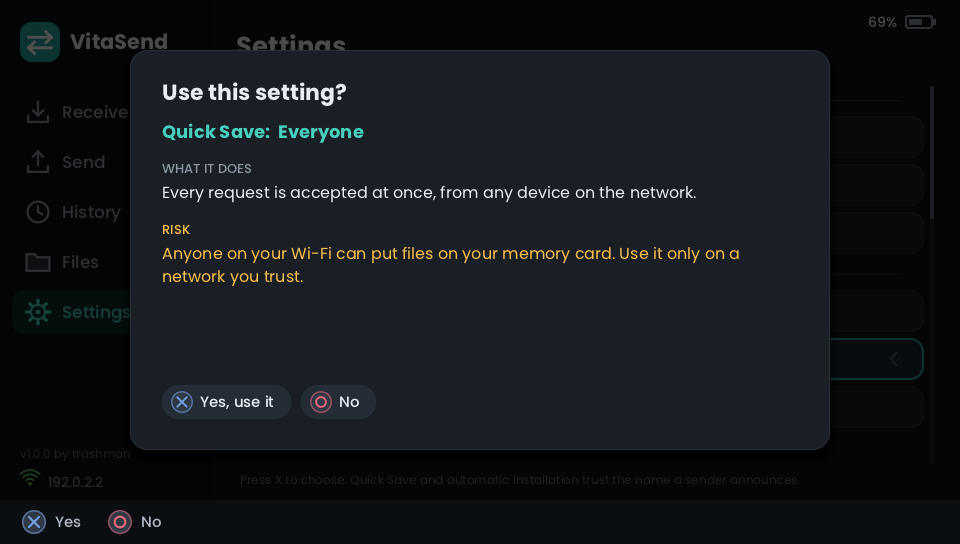 69%
VitaSend
Settings
Receive
Send
History
Files
Settings
Use this setting?
Quick Save: Everyone
WHAT IT DOES
Every request is accepted at once, from any device on the network.
RISK
Anyone on your Wi-Fi can put files on your memory card. Use it only on a
network you trust.
Yes, use it
No
v1.0.0 by trashman
192.0.2.2
Press X to choose. Quick Save and automatic installation trust the name a sender announces.
Yes
No